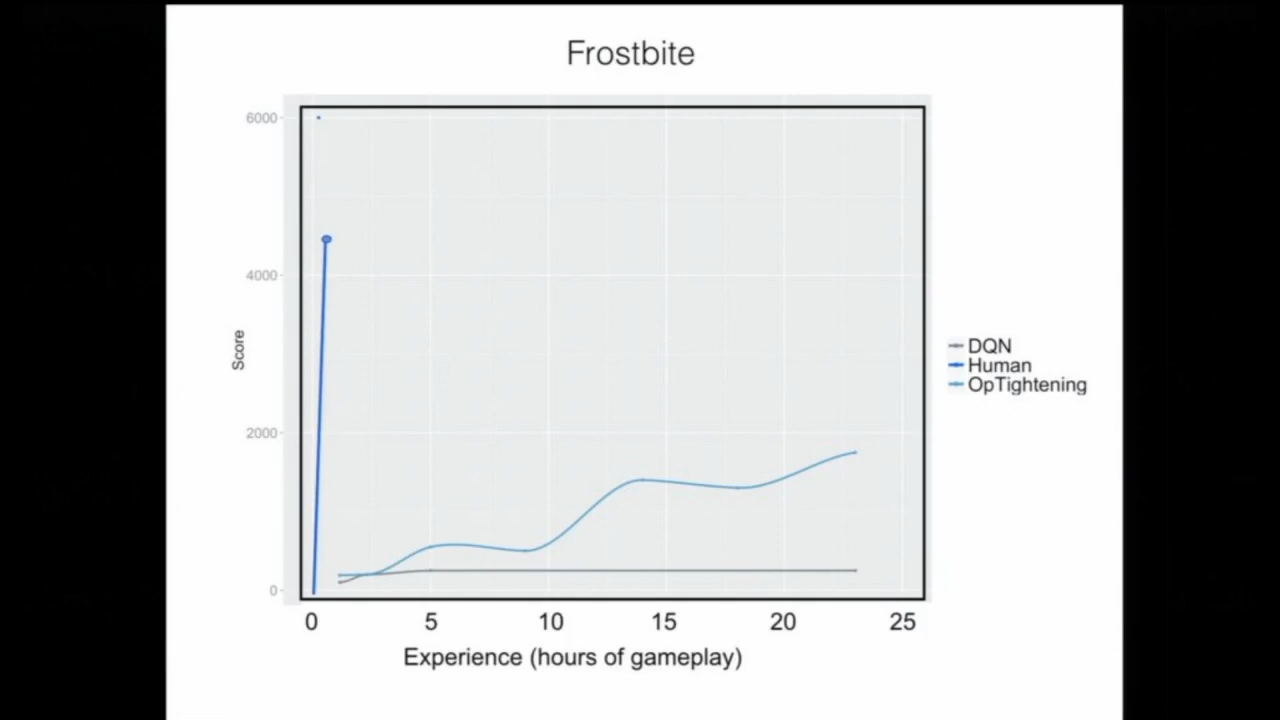 Frostbite
6000
4000
2000
0
Score
0 5 10 15 20 25
Experience (hours of gameplay)
DQN
Human
OpTightening